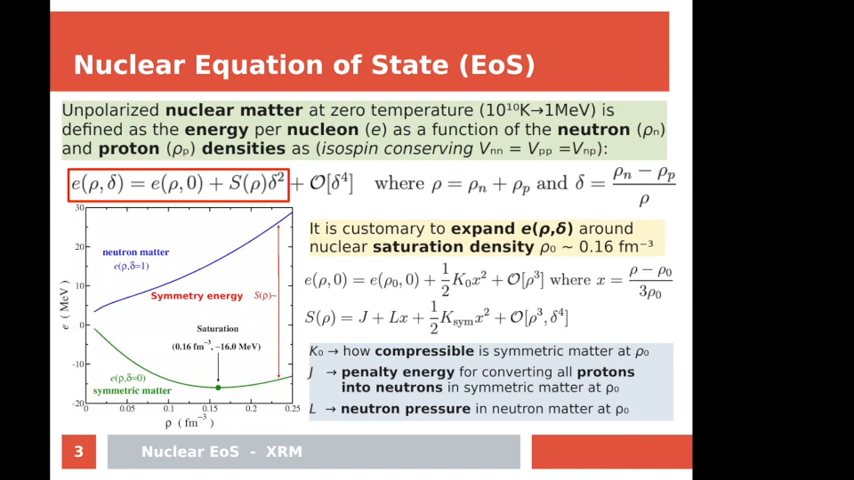 Nuclear Equation of State (EoS)
Unpolarized nuclear matter at zero temperature (10¹⁰K→1MeV) is
defined as the energy per nucleon (e) as a function of the neutron (ρₙ)
and proton (ρₚ) densities as (isospin conserving Vₙₙ = Vₚₚ =Vₙₚ):
e(ρ,δ) = e(ρ,0) + S(ρ)δ² + O[δ⁴] where ρ = ρₙ + ρₚ and δ = (ρₙ − ρₚ)/ρ
30
20
10
0
-10
-20
e ( MeV )
neutron matter
e(ρ,δ=1)
Symmetry energy S(ρ)~
Saturation
(0.16 fm⁻³, −16.0 MeV)
e(ρ,δ=0)
symmetric matter
0 0.05 0.1 0.15 0.2 0.25
ρ ( fm⁻³ )
It is customary to expand e(ρ,δ) around
nuclear saturation density ρ₀ ~ 0.16 fm⁻³
e(ρ,0) = e(ρ₀,0) + 1/2 K₀x² + O[ρ³] where x = (ρ − ρ₀)/3ρ₀
S(ρ) = J + Lx + 1/2 Ksym x² + O[ρ³, δ⁴]
K₀ → how compressible is symmetric matter at ρ₀
J → penalty energy for converting all protons
into neutrons in symmetric matter at ρ₀
L → neutron pressure in neutron matter at ρ₀
3 Nuclear EoS - XRM